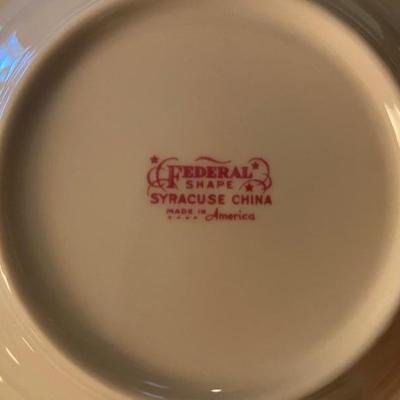 FEDERAL
SHAPE
SYRACUSE CHINA
MADE IN America